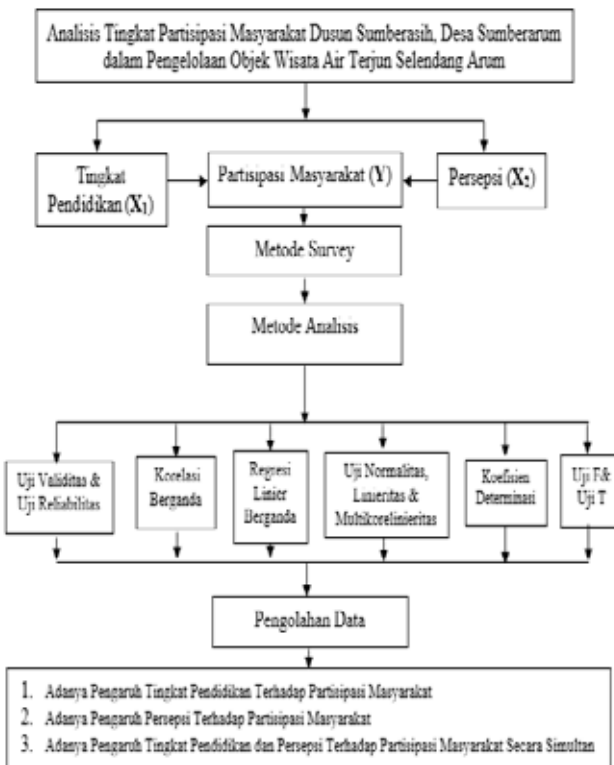 Analisis Tingkat Partisipasi Masyarakat Dusun Sumberasih, Desa Sumberarum
dalam Pengelolaan Objek Wisata Air Terjun Selendang Arum
Tingkat
Pendidikan (X₁)
Partisipasi Masyarakat (Y)
Persepsi (X₂)
Metode Survey
Metode Analisis
Uji Validitas &
Uji Reliabilitas
Korelasi
Berganda
Regresi
Linier
Berganda
Uji Normalitas,
Linieritas &
Multikorelinieritas
Koefisien
Determinasi
Uji F&
Uji T
Pengolahan Data
1. Adanya Pengaruh Tingkat Pendidikan Terhadap Partisipasi Masyarakat
2. Adanya Pengaruh Persepsi Terhadap Partisipasi Masyarakat
3. Adanya Pengaruh Tingkat Pendidikan dan Persepsi Terhadap Partisipasi Masyarakat Secara Simultan